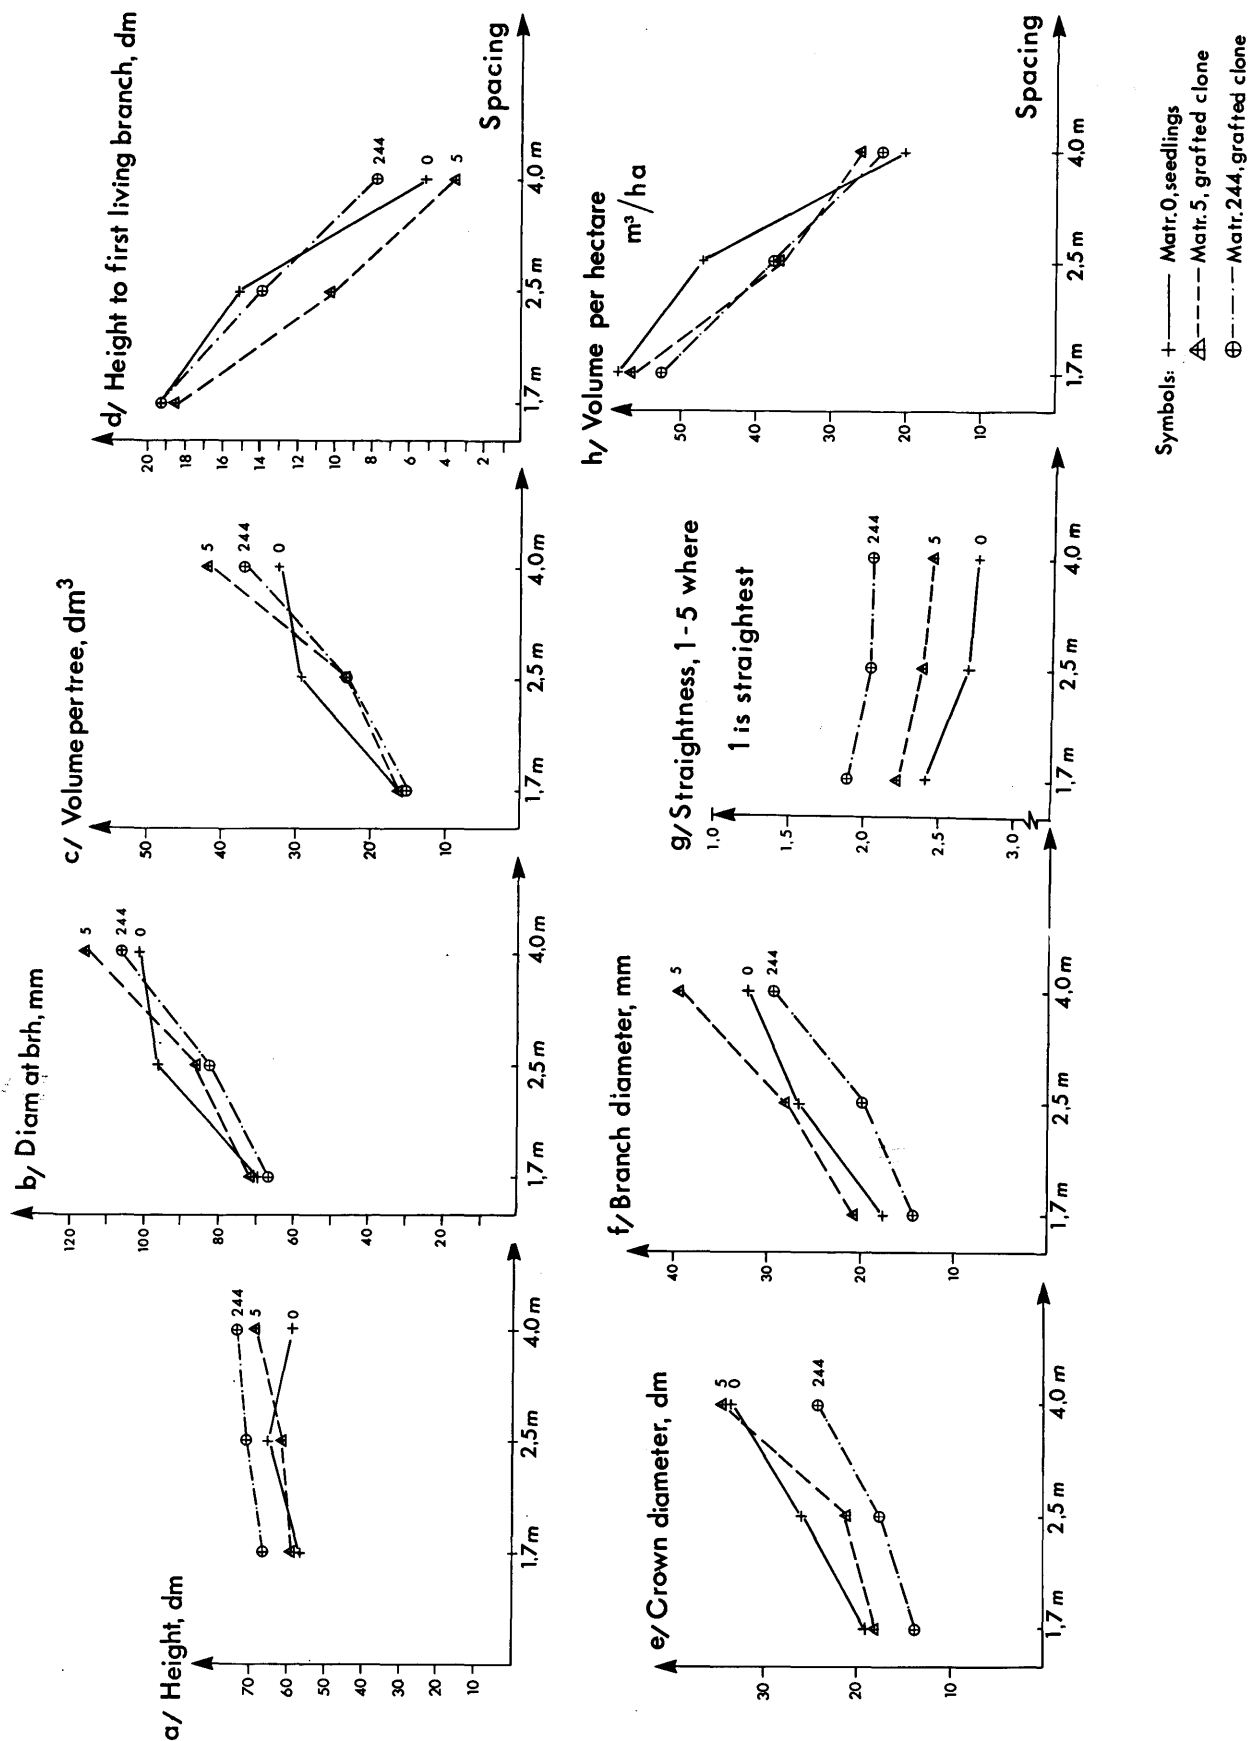 a/ Height, dm
70
60
50
40
30
20
10
1,7m
2,5m
4,0 m
244
5
0
b/ Diam at brh, mm
120
100
80
60
40
20
1,7m
2,5 m
4,0 m
5
244
0
c/ Volume per tree, dm³
50
40
30
20
10
1,7 m
2,5 m
4,0 m
5
244
0
d/ Height to first living branch, dm
20
18
16
14
12
10
8
6
4
2
1,7 m
2,5 m
4,0 m
Spacing
244
0
5
e/ Crown diameter, dm
30
20
10
1,7 m
2,5 m
4,0 m
5
0
244
f/ Branch diameter, mm
40
30
20
10
1,7 m
2,5 m
4,0 m
5
0
244
g/ Straightness, 1-5 where
1 is straightest
1,0
1,5
2,0
2,5
3,0
1,7 m
2,5 m
4,0 m
244
5
0
h/ Volume per hectare
m³/ha
50
40
30
20
10
1,7m
2,5 m
4,0 m
Spacing
Symbols: Matr.0,seedlings
Matr.5, grafted clone
Matr.244,grafted clone